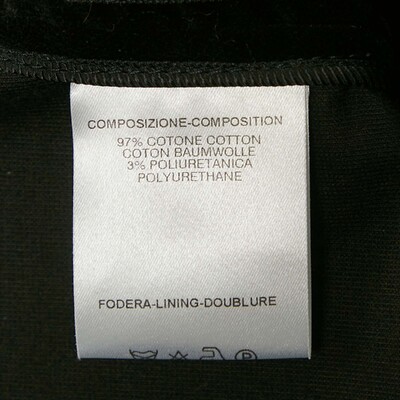 COMPOSIZIONE-COMPOSITION
97% COTONE COTTON
COTON BAUMWOLLE
3% POLIURETANICA
POLYURETHANE
FODERA-LINING-DOUBLURE
P